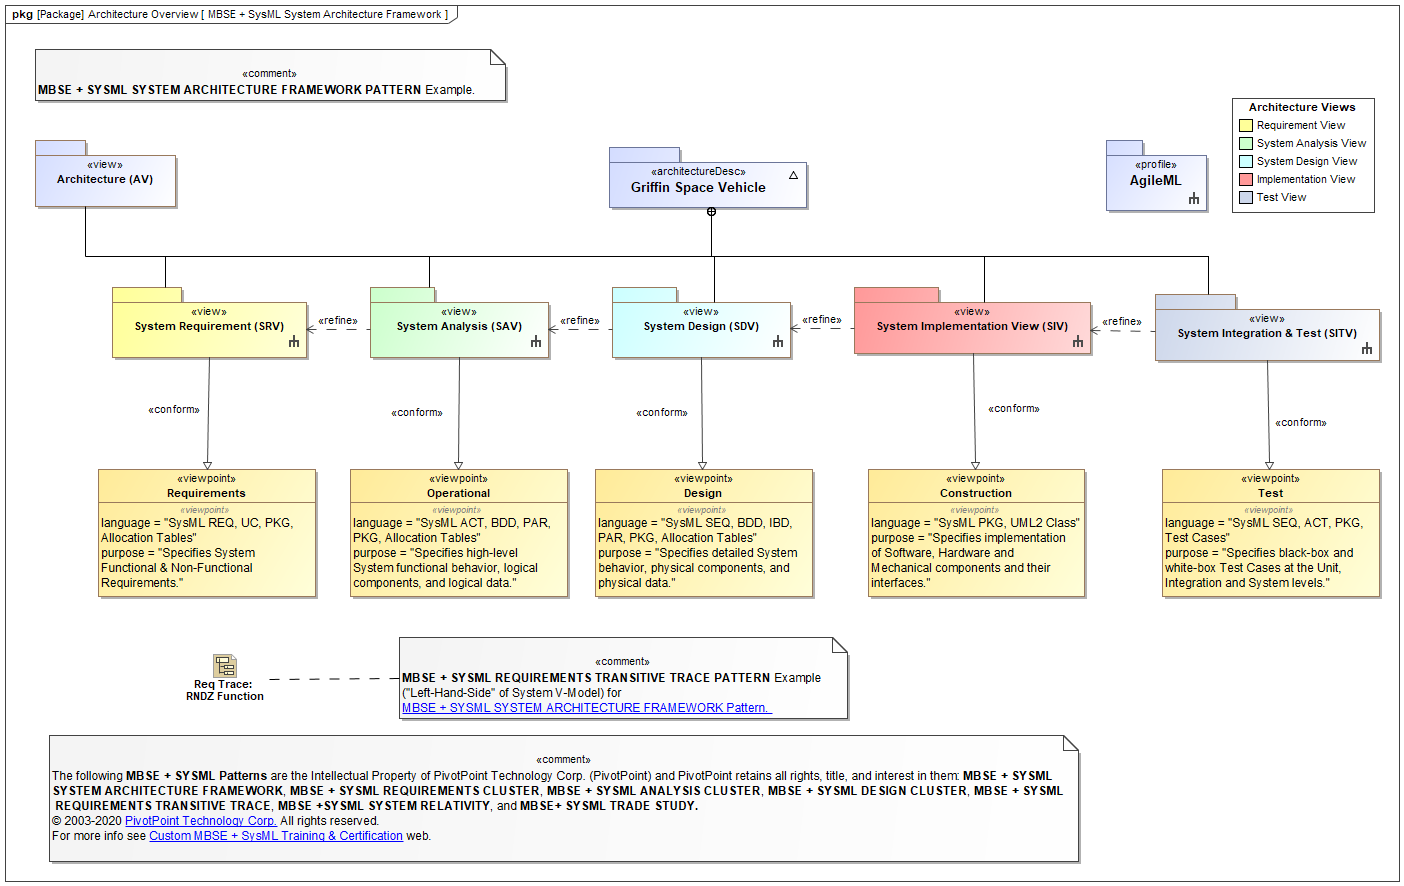 pkg [Package] Architecture Overview [ MBSE + SysML System Architecture Framework ]
«comment»
MBSE + SYSML SYSTEM ARCHITECTURE FRAMEWORK PATTERN Example.
Architecture Views
Requirement View
System Analysis View
System Design View
Implementation View
Test View
«view»
Architecture (AV)
«architectureDesc»
Griffin Space Vehicle
«profile»
AgileML
«view»
System Requirement (SRV)
«refine»
«view»
System Analysis (SAV)
«refine»
«view»
System Design (SDV)
«refine»
«view»
System Implementation View (SIV)
«refine»
«view»
System Integration & Test (SITV)
«conform»
«conform»
«conform»
«conform»
«conform»
«viewpoint»
Requirements
«viewpoint»
language = "SysML REQ, UC, PKG,
Allocation Tables"
purpose = "Specifies System
Functional & Non-Functional
Requirements."
«viewpoint»
Operational
«viewpoint»
language = "SysML ACT, BDD, PAR,
PKG, Allocation Tables"
purpose = "Specifies high-level
System functional behavior, logical
components, and logical data."
«viewpoint»
Design
«viewpoint»
language = "SysML SEQ, BDD, IBD,
PAR, PKG, Allocation Tables"
purpose = "Specifies detailed System
behavior, physical components, and
physical data."
«viewpoint»
Construction
«viewpoint»
language = "SysML PKG, UML2 Class"
purpose = "Specifies implementation
of Software, Hardware and
Mechanical components and their
interfaces."
«viewpoint»
Test
«viewpoint»
language = "SysML SEQ, ACT, PKG,
Test Cases"
purpose = "Specifies black-box and
white-box Test Cases at the Unit,
Integration and System levels."
Req Trace:
RNDZ Function
«comment»
MBSE + SYSML REQUIREMENTS TRANSITIVE TRACE PATTERN Example
("Left-Hand-Side" of System V-Model) for
MBSE + SYSML SYSTEM ARCHITECTURE FRAMEWORK Pattern.
«comment»
The following MBSE + SYSML Patterns are the Intellectual Property of PivotPoint Technology Corp. (PivotPoint) and PivotPoint retains all rights, title, and interest in them: MBSE + SYSML
SYSTEM ARCHITECTURE FRAMEWORK, MBSE + SYSML REQUIREMENTS CLUSTER, MBSE + SYSML ANALYSIS CLUSTER, MBSE + SYSML DESIGN CLUSTER, MBSE + SYSML
REQUIREMENTS TRANSITIVE TRACE, MBSE +SYSML SYSTEM RELATIVITY, and MBSE+ SYSML TRADE STUDY.
© 2003-2020 PivotPoint Technology Corp. All rights reserved.
For more info see Custom MBSE + SysML Training & Certification web.